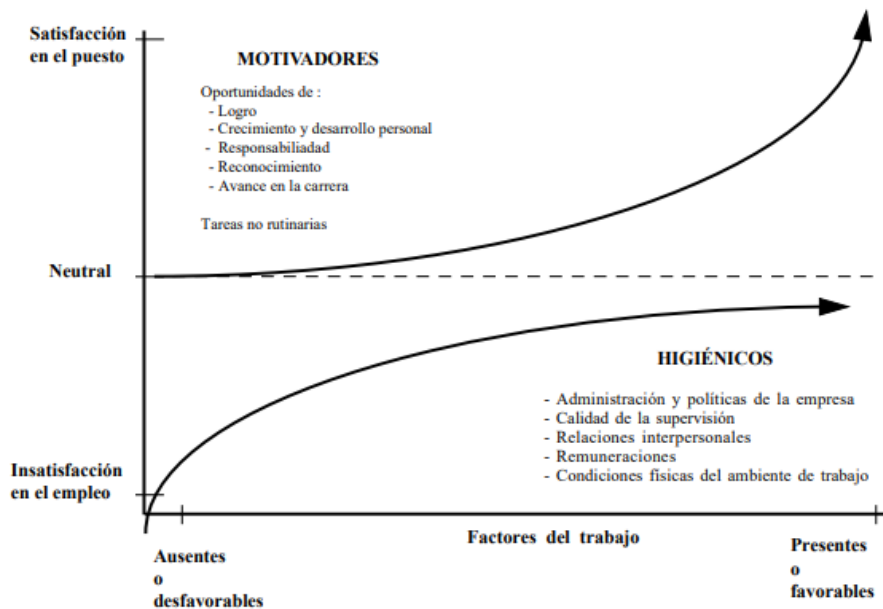 Satisfacción
en el puesto
MOTIVADORES
Oportunidades de :
- Logro
- Crecimiento y desarrollo personal
- Responsabiliadad
- Reconocimiento
- Avance en la carrera
Tareas no rutinarias
Neutral
HIGIÉNICOS
- Administración y políticas de la empresa
- Calidad de la supervisión
- Relaciones interpersonales
- Remuneraciones
- Condiciones físicas del ambiente de trabajo
Insatisfacción
en el empleo
Factores del trabajo
Ausentes
o
desfavorables
Presentes
o
favorables